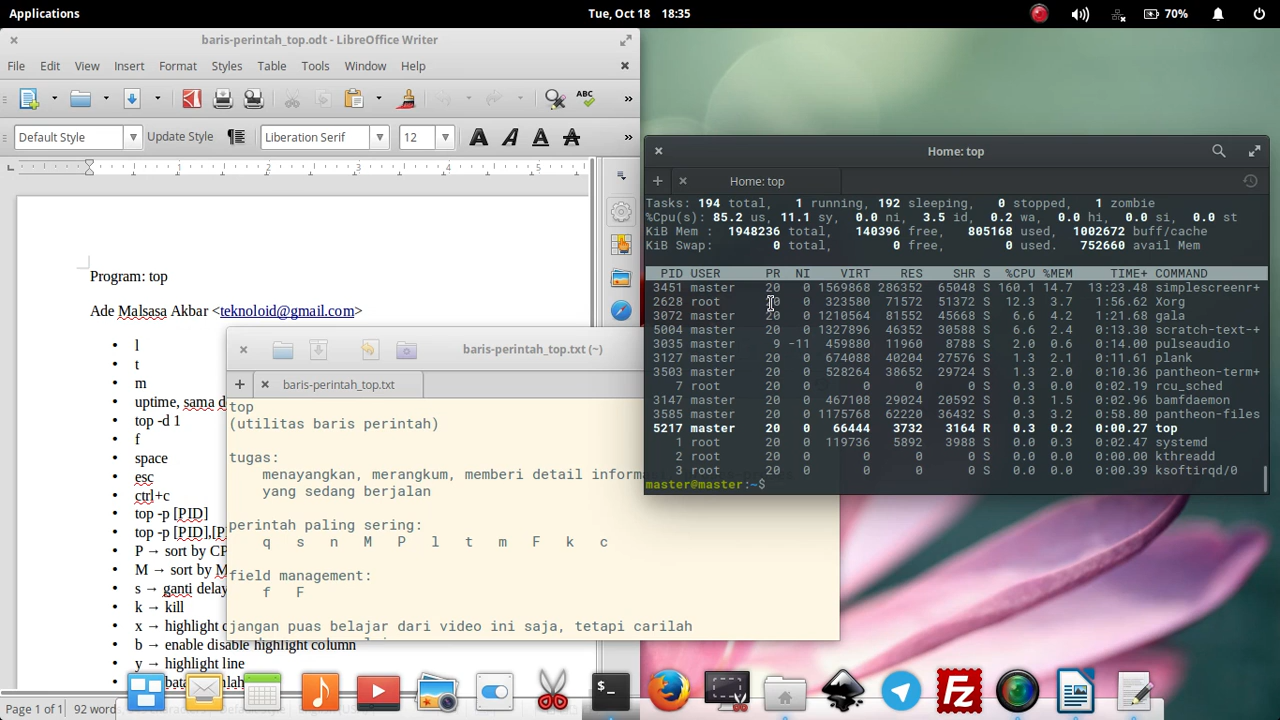 Applications
Tue, Oct 18 18:35
70%
baris-perintah_top.odt - LibreOffice Writer
File Edit View Insert Format Styles Table Tools Window Help
Default Style Update Style Liberation Serif 12
1 2 3 4 5
Program: top
Ade Malsasa Akbar <teknoloid@gmail.com>
• l
• t
• m
• uptime, sama d
• top -d 1
• f
• space
• esc
• ctrl+c
• top -p [PID]
• top -p [PID],[P
• P → sort by CP
• M → sort by M
• s → ganti delay
• k → kill
• x → highlight c
• b → enable disable highlight column
• y → highlight line
Page 1 of 1 92 word
baris-perintah_top.txt (~)
baris-perintah_top.txt
top
(utilitas baris perintah)
tugas:
menayangkan, merangkum, memberi detail inform
yang sedang berjalan
perintah paling sering:
q s n M P l t m F k c
field management:
f F
jangan puas belajar dari video ini saja, tetapi carilah
Home: top
Home: top
Tasks: 194 total, 1 running, 192 sleeping, 0 stopped, 1 zombie
%Cpu(s): 85.2 us, 11.1 sy, 0.0 ni, 3.5 id, 0.2 wa, 0.0 hi, 0.0 si, 0.0 st
KiB Mem : 1948236 total, 140396 free, 805168 used, 1002672 buff/cache
KiB Swap: 0 total, 0 free, 0 used. 752660 avail Mem
PID USER PR NI VIRT RES SHR S %CPU %MEM TIME+ COMMAND
3451 master 20 0 1569868 286352 65048 S 160.1 14.7 13:23.48 simplescreenr+
2628 root 20 0 323580 71572 51372 S 12.3 3.7 1:56.62 Xorg
3072 master 20 0 1210564 81552 45668 S 6.6 4.2 1:21.68 gala
5004 master 20 0 1327896 46352 30588 S 6.6 2.4 0:13.30 scratch-text-+
3035 master 9 -11 459880 11960 8788 S 2.0 0.6 0:14.00 pulseaudio
3127 master 20 0 674088 40204 27576 S 1.3 2.1 0:11.61 plank
3503 master 20 0 528264 38652 29724 S 1.3 2.0 0:10.36 pantheon-term+
7 root 20 0 0 0 0 S 0.3 0.0 0:02.19 rcu_sched
3147 master 20 0 467108 29024 20592 S 0.3 1.5 0:02.96 bamfdaemon
3585 master 20 0 1175768 62220 36432 S 0.3 3.2 0:58.80 pantheon-files
5217 master 20 0 66444 3732 3164 R 0.3 0.2 0:00.27 top
1 root 20 0 119736 5892 3988 S 0.0 0.3 0:02.47 systemd
2 root 20 0 0 0 0 S 0.0 0.0 0:00.00 kthreadd
3 root 20 0 0 0 0 S 0.0 0.0 0:00.39 ksoftirqd/0
master@master:~$